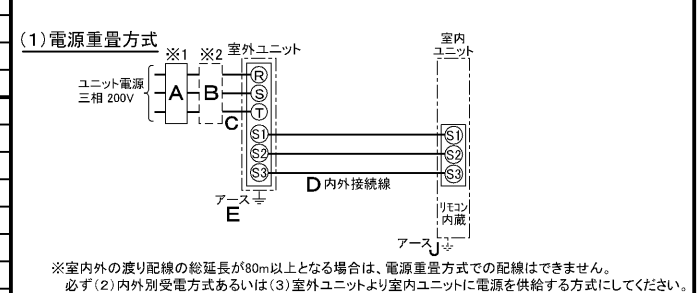 (1)電源重畳方式
※1 ※2 室外ユニット
室内
ユニット
ユニット電源
三相 200V
A B R
S
T
C
S1 S1
S2 S2
S3 S3
D 内外接続線
アース
E
リモコン
内蔵
アース J
※室内外の渡り配線の総延長が80m以上となる場合は、電源重畳方式での配線はできません。
必ず(2)内外別受電方式あるいは(3)室外ユニットより室内ユニットに電源を供給する方式にしてください。